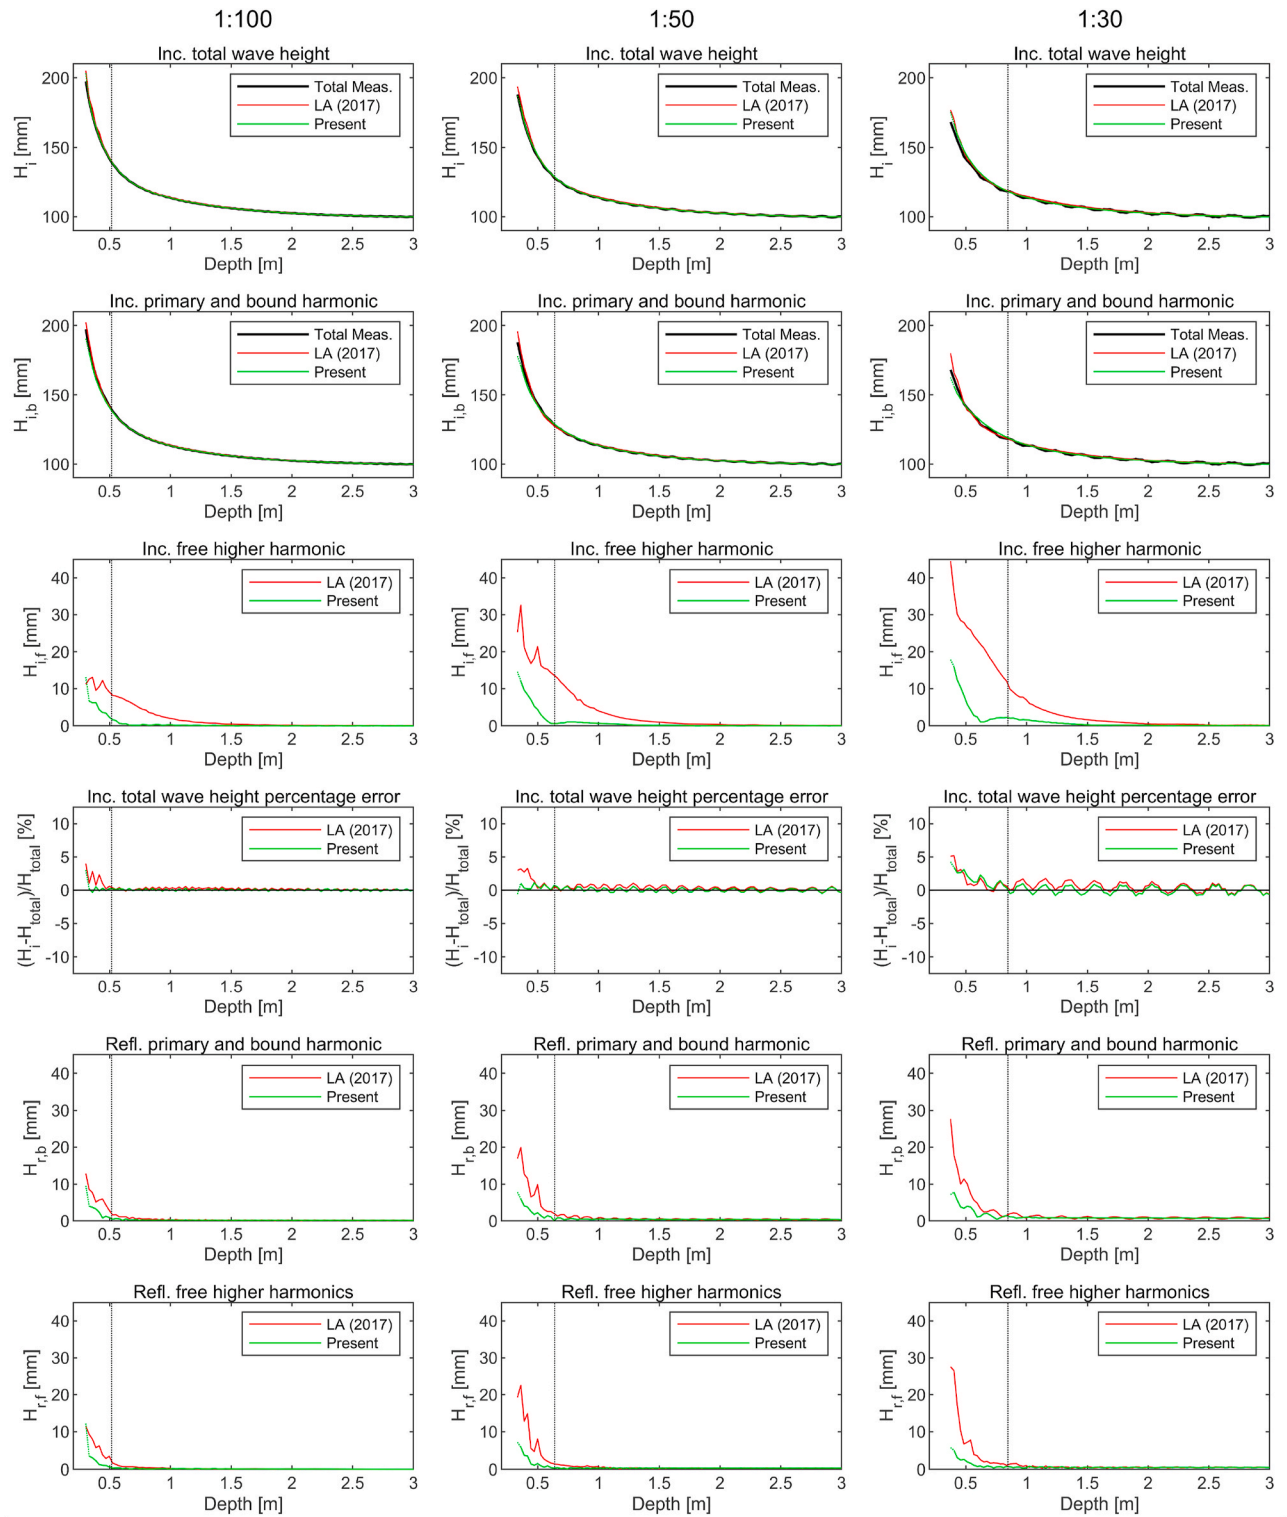 1:100 1:50 1:30
Inc. total wave height Inc. total wave height Inc. total wave height
200 200 200
150 150 150
100 100 100
H_i [mm] H_i [mm] H_i [mm]
Total Meas. Total Meas. Total Meas.
LA (2017) LA (2017) LA (2017)
Present Present Present
0.5 1 1.5 2 2.5 3 0.5 1 1.5 2 2.5 3 0.5 1 1.5 2 2.5 3
Depth [m] Depth [m] Depth [m]
Inc. primary and bound harmonic Inc. primary and bound harmonic Inc. primary and bound harmonic
200 200 200
150 150 150
100 100 100
H_i,b [mm] H_i,b [mm] H_i,b [mm]
Total Meas. Total Meas. Total Meas.
LA (2017) LA (2017) LA (2017)
Present Present Present
0.5 1 1.5 2 2.5 3 0.5 1 1.5 2 2.5 3 0.5 1 1.5 2 2.5 3
Depth [m] Depth [m] Depth [m]
Inc. free higher harmonic Inc. free higher harmonic Inc. free higher harmonic
40 40 40
30 30 30
20 20 20
10 10 10
0 0 0
H_i,f [mm] H_i,f [mm] H_i,f [mm]
LA (2017) LA (2017) LA (2017)
Present Present Present
0.5 1 1.5 2 2.5 3 0.5 1 1.5 2 2.5 3 0.5 1 1.5 2 2.5 3
Depth [m] Depth [m] Depth [m]
Inc. total wave height percentage error Inc. total wave height percentage error Inc. total wave height percentage error
10 10 10
5 5 5
0 0 0
-5 -5 -5
-10 -10 -10
(H_i-H_total)/H_total [%] (H_i-H_total)/H_total [%] (H_i-H_total)/H_total [%]
LA (2017) LA (2017) LA (2017)
Present Present Present
0.5 1 1.5 2 2.5 3 0.5 1 1.5 2 2.5 3 0.5 1 1.5 2 2.5 3
Depth [m] Depth [m] Depth [m]
Refl. primary and bound harmonic Refl. primary and bound harmonic Refl. primary and bound harmonic
40 40 40
30 30 30
20 20 20
10 10 10
0 0 0
H_r,b [mm] H_r,b [mm] H_r,b [mm]
LA (2017) LA (2017) LA (2017)
Present Present Present
0.5 1 1.5 2 2.5 3 0.5 1 1.5 2 2.5 3 0.5 1 1.5 2 2.5 3
Depth [m] Depth [m] Depth [m]
Refl. free higher harmonics Refl. free higher harmonics Refl. free higher harmonics
40 40 40
30 30 30
20 20 20
10 10 10
0 0 0
H_r,f [mm] H_r,f [mm] H_r,f [mm]
LA (2017) LA (2017) LA (2017)
Present Present Present
0.5 1 1.5 2 2.5 3 0.5 1 1.5 2 2.5 3 0.5 1 1.5 2 2.5 3
Depth [m] Depth [m] Depth [m]